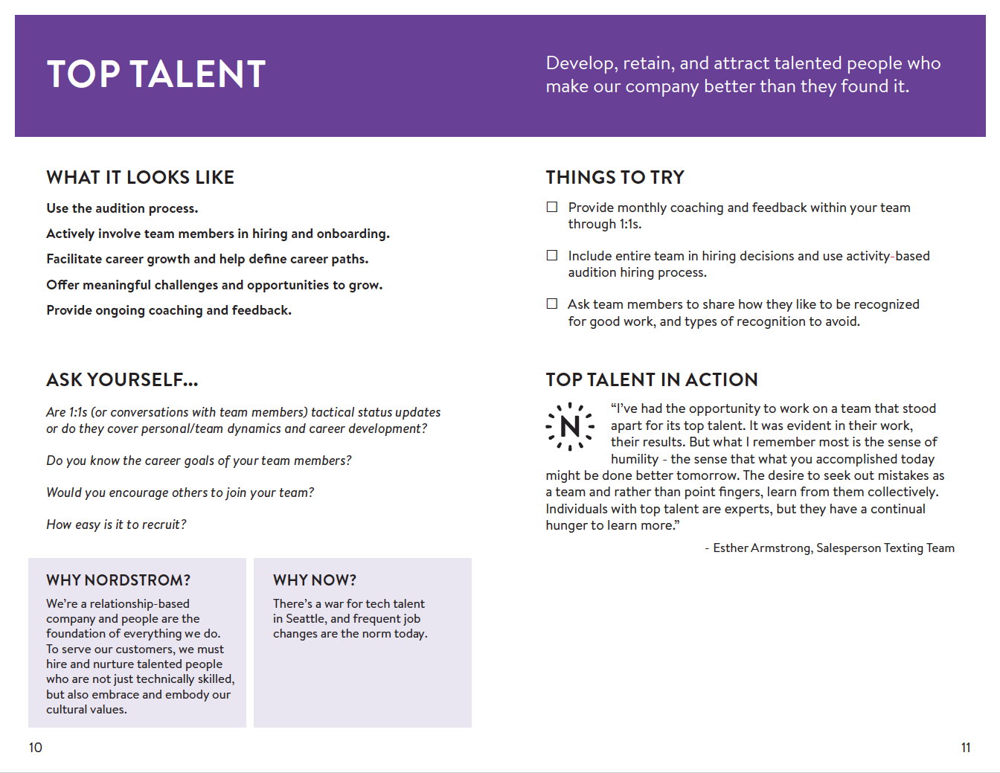 TOP TALENT
Develop, retain, and attract talented people who
make our company better than they found it.
WHAT IT LOOKS LIKE
Use the audition process.
Actively involve team members in hiring and onboarding.
Facilitate career growth and help define career paths.
Offer meaningful challenges and opportunities to grow.
Provide ongoing coaching and feedback.
ASK YOURSELF...
Are 1:1s (or conversations with team members) tactical status updates
or do they cover personal/team dynamics and career development?
Do you know the career goals of your team members?
Would you encourage others to join your team?
How easy is it to recruit?
WHY NORDSTROM?
We’re a relationship-based
company and people are the
foundation of everything we do.
To serve our customers, we must
hire and nurture talented people
who are not just technically skilled,
but also embrace and embody our
cultural values.
WHY NOW?
There’s a war for tech talent
in Seattle, and frequent job
changes are the norm today.
10
THINGS TO TRY
☐ Provide monthly coaching and feedback within your team
through 1:1s.
☐ Include entire team in hiring decisions and use activity-based
audition hiring process.
☐ Ask team members to share how they like to be recognized
for good work, and types of recognition to avoid.
TOP TALENT IN ACTION
N
“I’ve had the opportunity to work on a team that stood
apart for its top talent. It was evident in their work,
their results. But what I remember most is the sense of
humility - the sense that what you accomplished today
might be done better tomorrow. The desire to seek out mistakes as
a team and rather than point fingers, learn from them collectively.
Individuals with top talent are experts, but they have a continual
hunger to learn more.”
- Esther Armstrong, Salesperson Texting Team
11